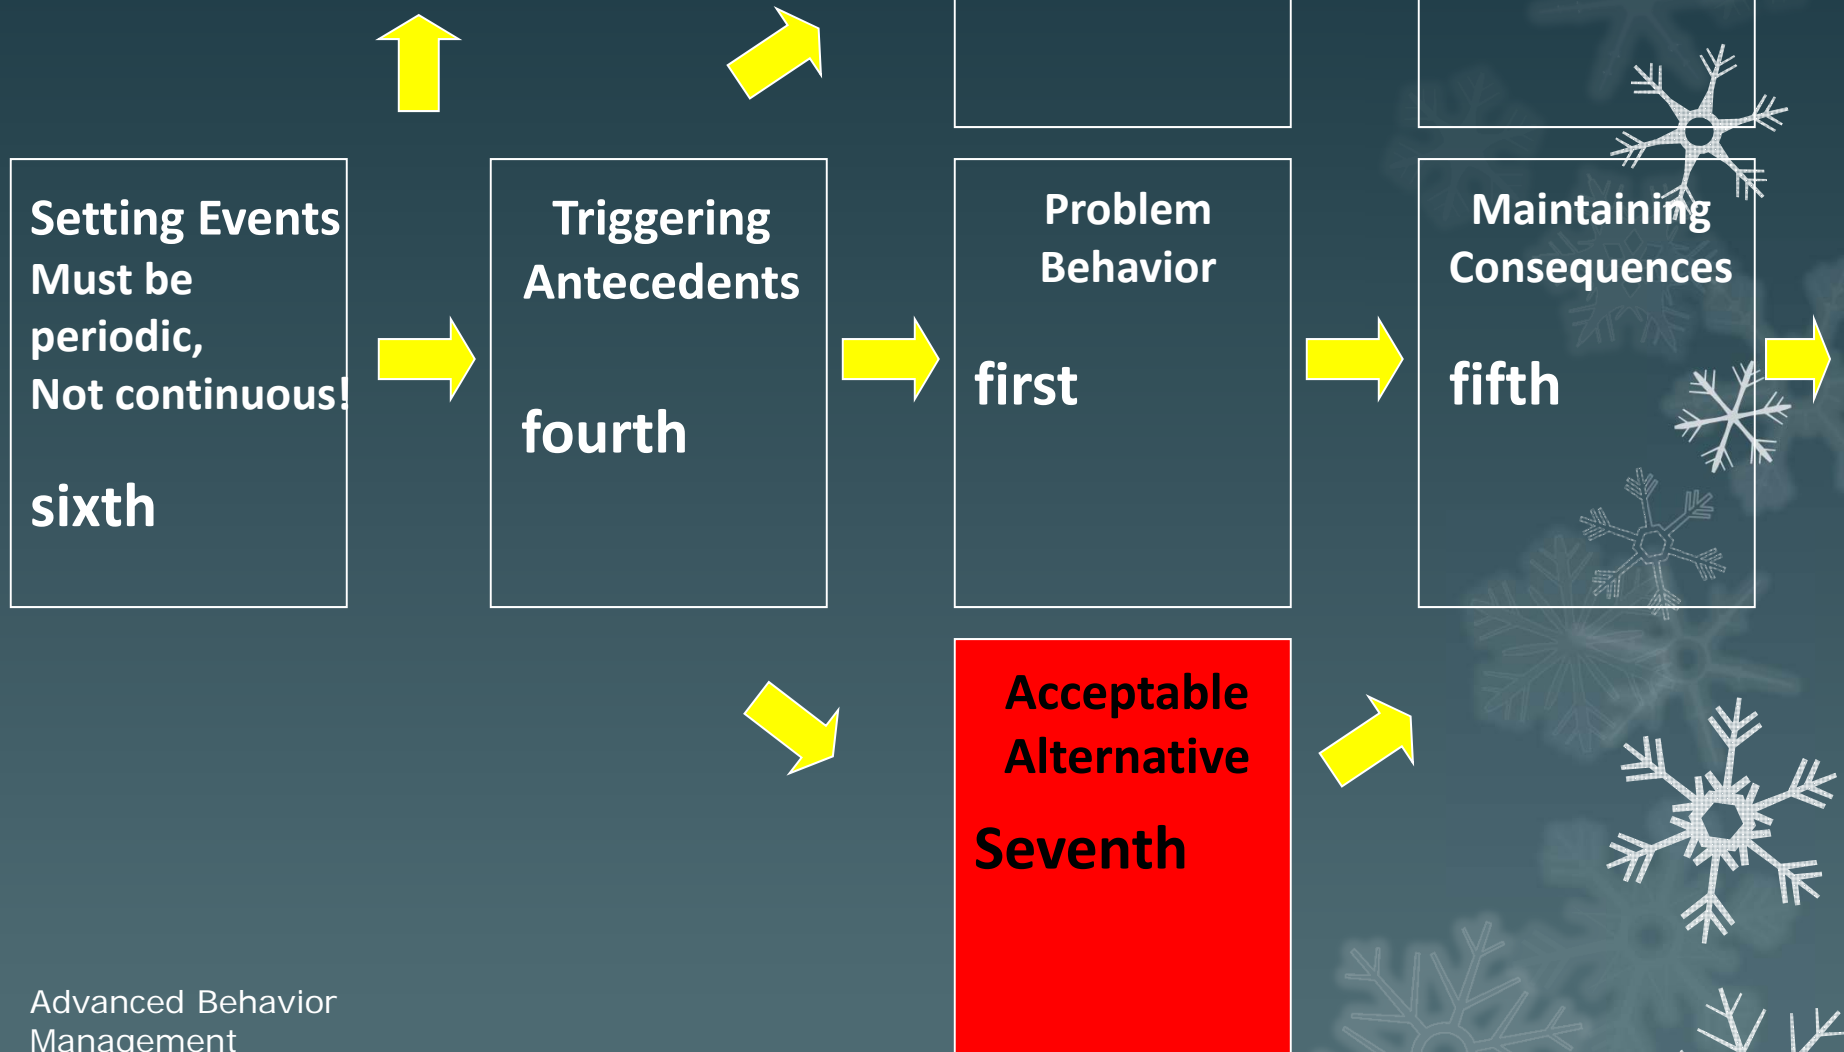 Setting Events
Must be
periodic,
Not continuous!
sixth
Triggering
Antecedents
fourth
Problem
Behavior
first
Maintaining
Consequences
fifth
Acceptable
Alternative
Seventh
Advanced Behavior
Management